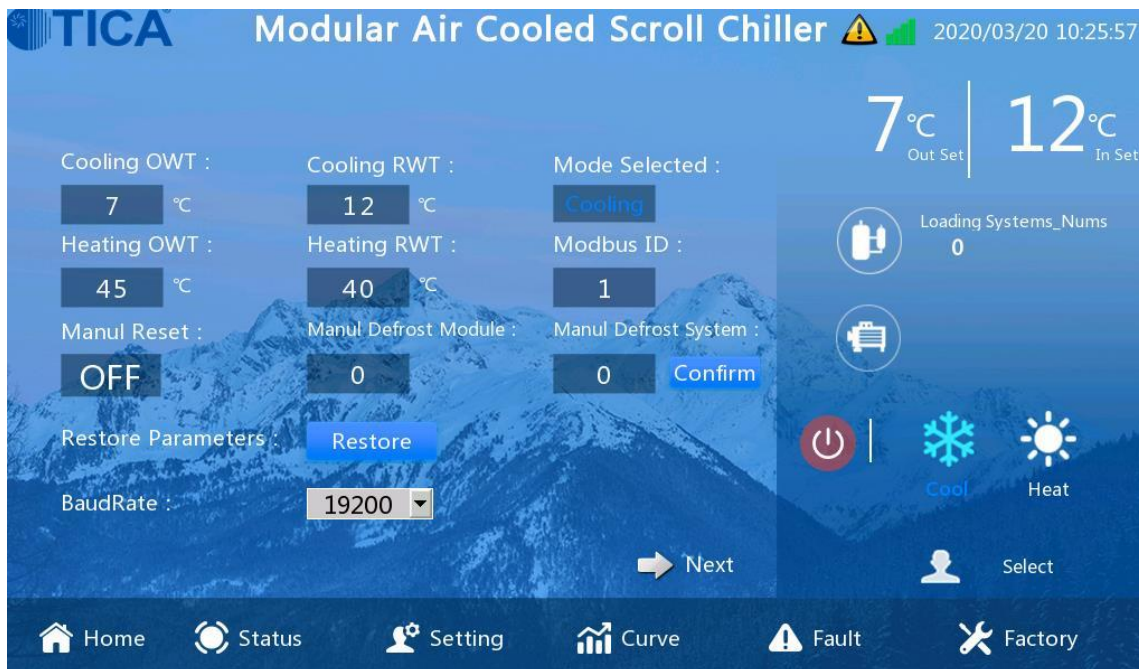 TICA Modular Air Cooled Scroll Chiller 2020/03/20 10:25:57
7 ℃ Out Set 12 ℃ In Set
Cooling OWT : Cooling RWT : Mode Selected :
7 ℃ 12 ℃ Cooling
Loading Systems_Nums
0
Heating OWT : Heating RWT : Modbus ID :
45 ℃ 40 ℃ 1
Manul Reset : Manul Defrost Module : Manul Defrost System :
OFF 0 0 Confirm
Restore Parameters : Restore
Cool Heat
BaudRate : 19200
Next
Select
Home Status Setting Curve Fault Factory